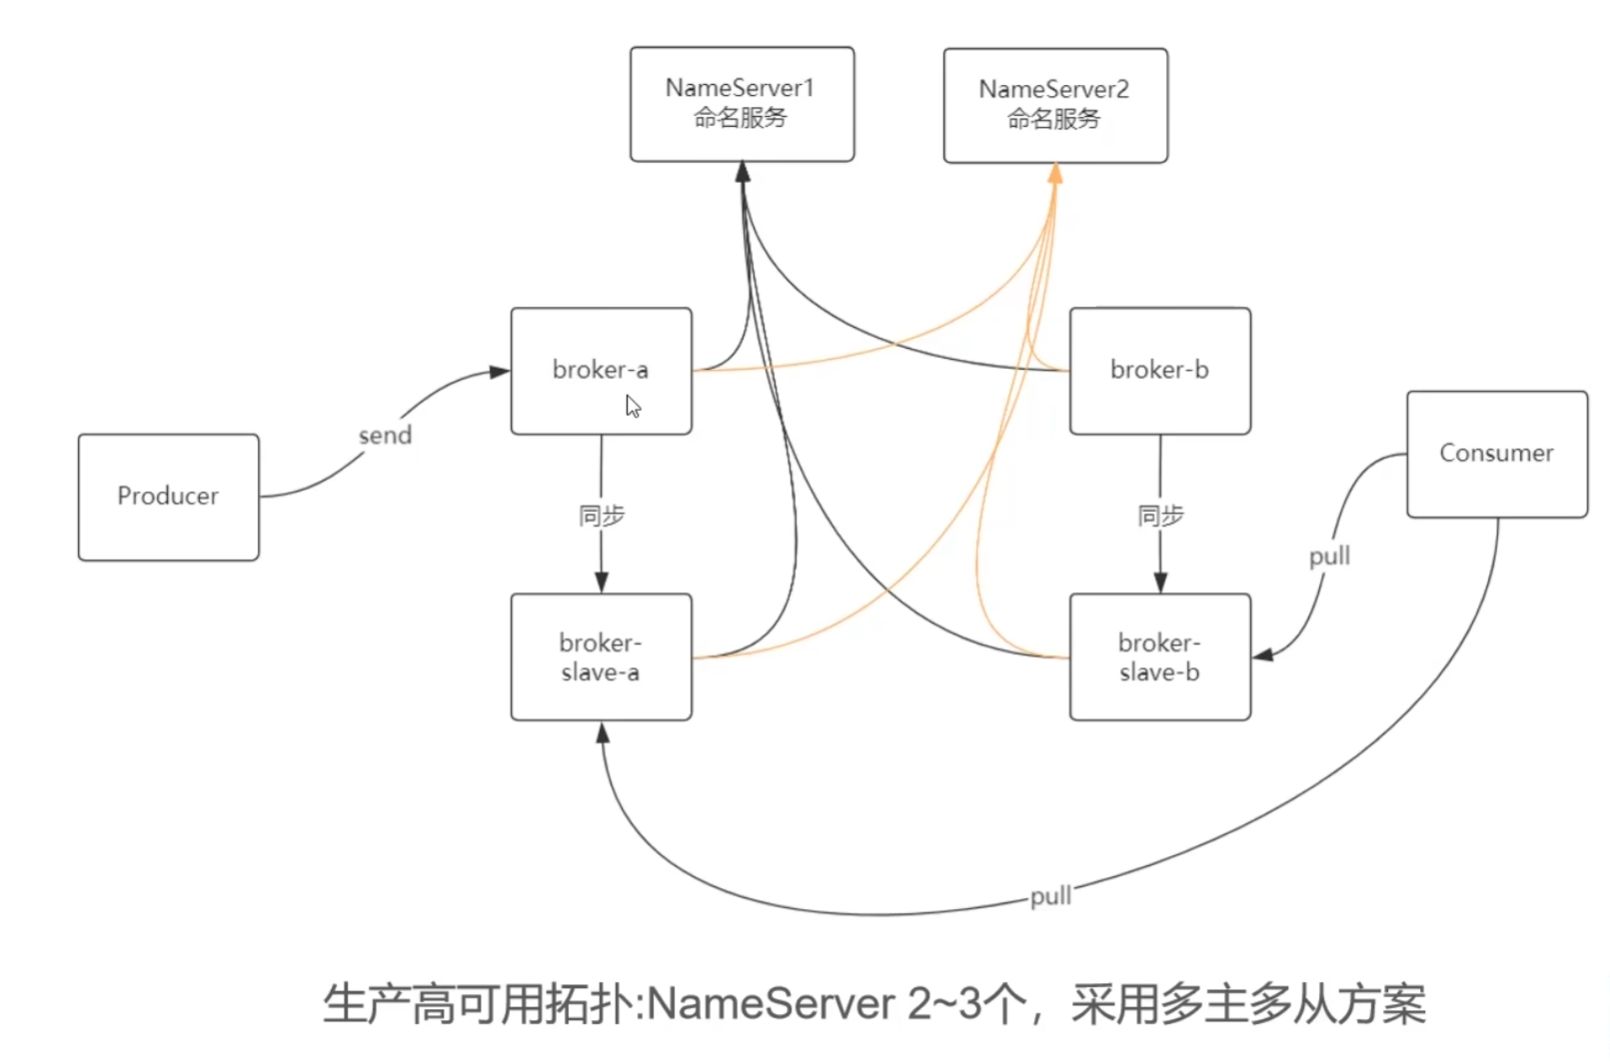 NameServer1
命名服务
NameServer2
命名服务
broker-a
broker-b
send
Producer
Consumer
同步
同步
pull
broker-
slave-a
broker-
slave-b
pull
生产高可用拓扑:NameServer 2~3个，采用多主多从方案